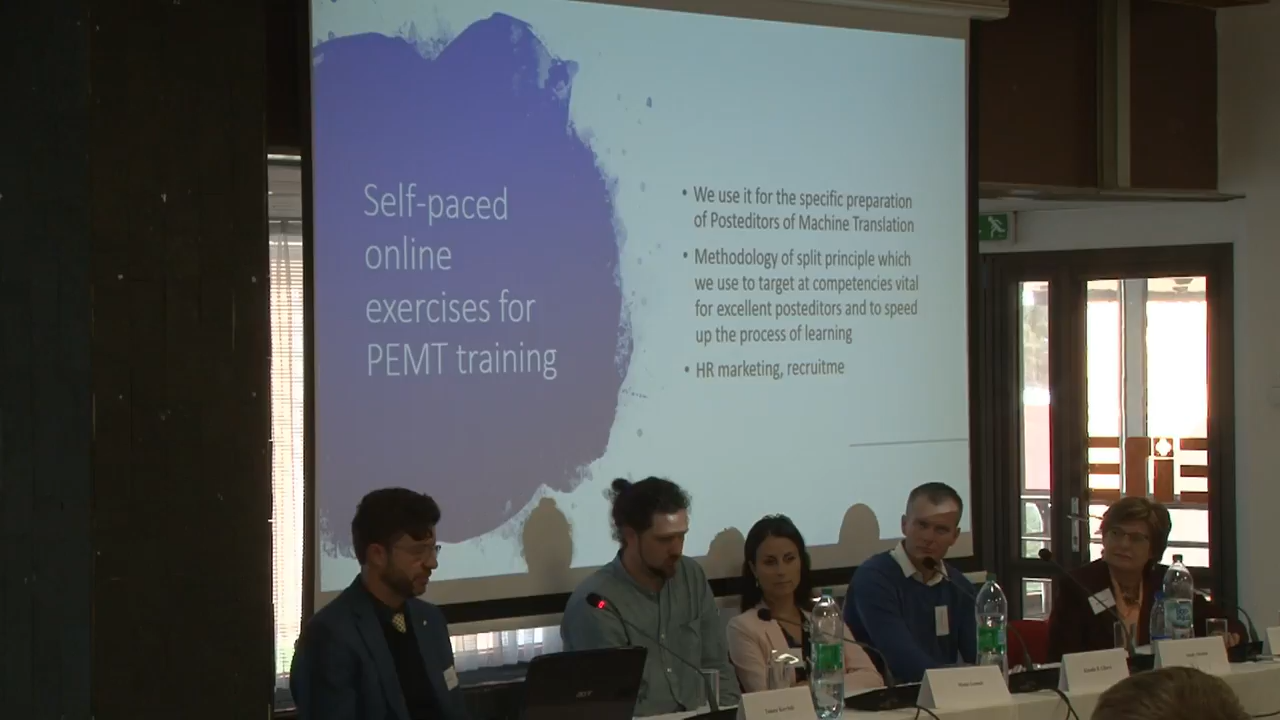 Self-paced
online
exercises for
PEMT training
• We use it for the specific preparation
of Posteditors of Machine Translation
• Methodology of split principle which
we use to target at competencies vital
for excellent posteditors and to speed
up the process of learning
• HR marketing, recruitme
acer